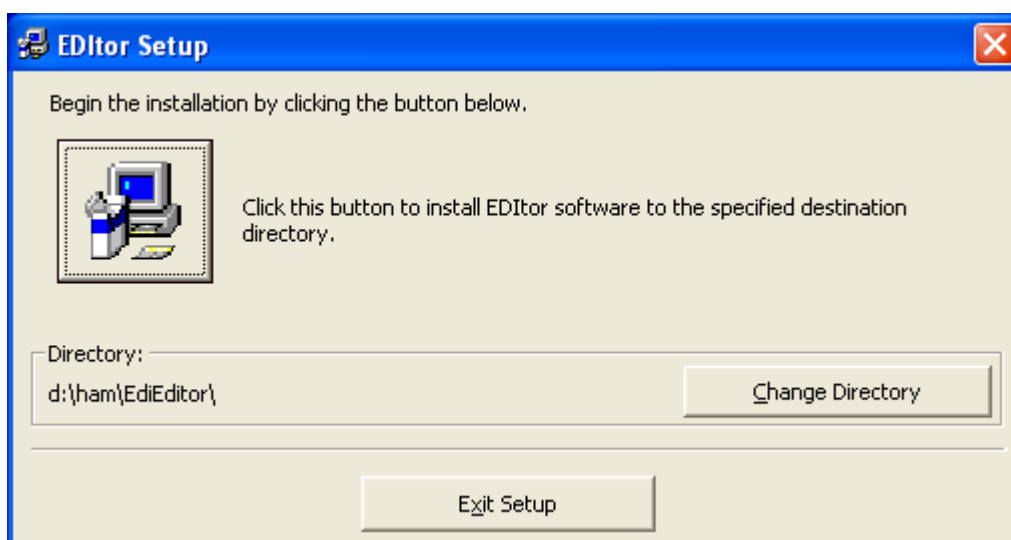 EDItor Setup
Begin the installation by clicking the button below.
Click this button to install EDItor software to the specified destination
directory.
Directory:
d:\ham\EdiEditor\
Change Directory
Exit Setup